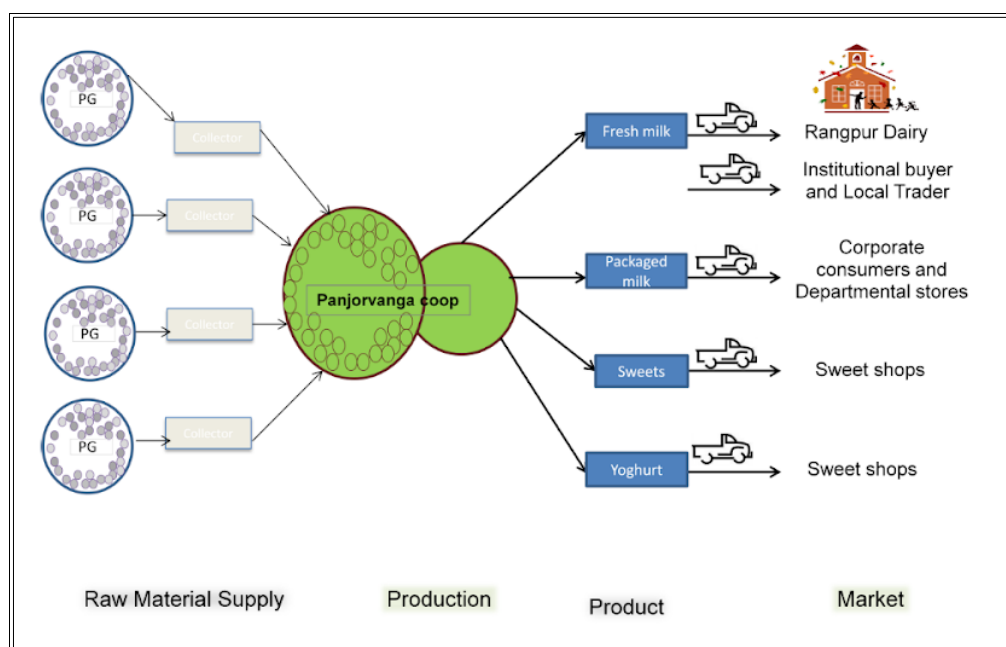 PG
Collector
PG
Collector
PG
Collector
PG
Collector
Panjorvanga coop
Fresh milk
Rangpur Dairy
Institutional buyer
and Local Trader
Packaged
milk
Corporate
consumers and
Departmental stores
Sweets
Sweet shops
Yoghurt
Sweet shops
Raw Material Supply
Production
Product
Market